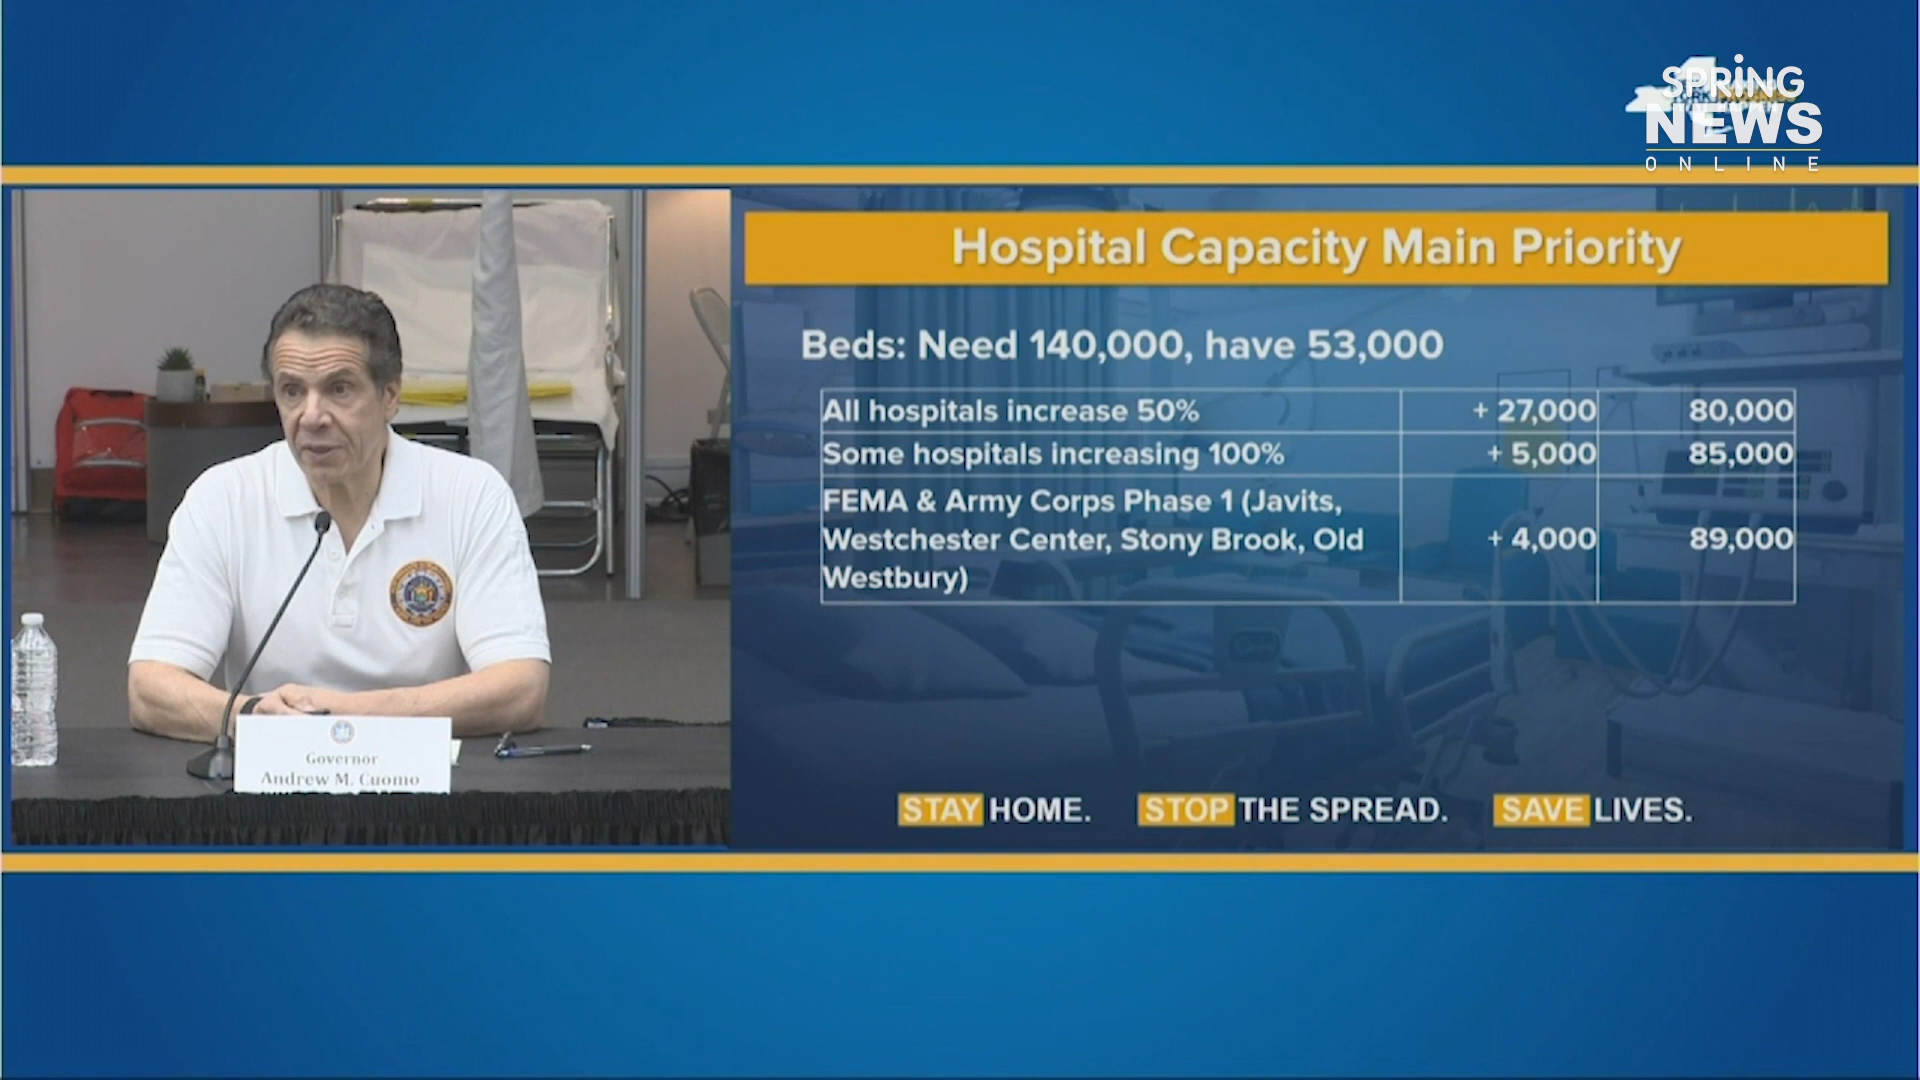 SPRiNG
NEWS
ONLINE
Hospital Capacity Main Priority
Beds: Need 140,000, have 53,000
All hospitals increase 50% + 27,000 80,000
Some hospitals increasing 100% + 5,000 85,000
FEMA & Army Corps Phase 1 (Javits,
Westchester Center, Stony Brook, Old + 4,000 89,000
Westbury)
Governor
Andrew M. Cuomo
STAY HOME. STOP THE SPREAD. SAVE LIVES.